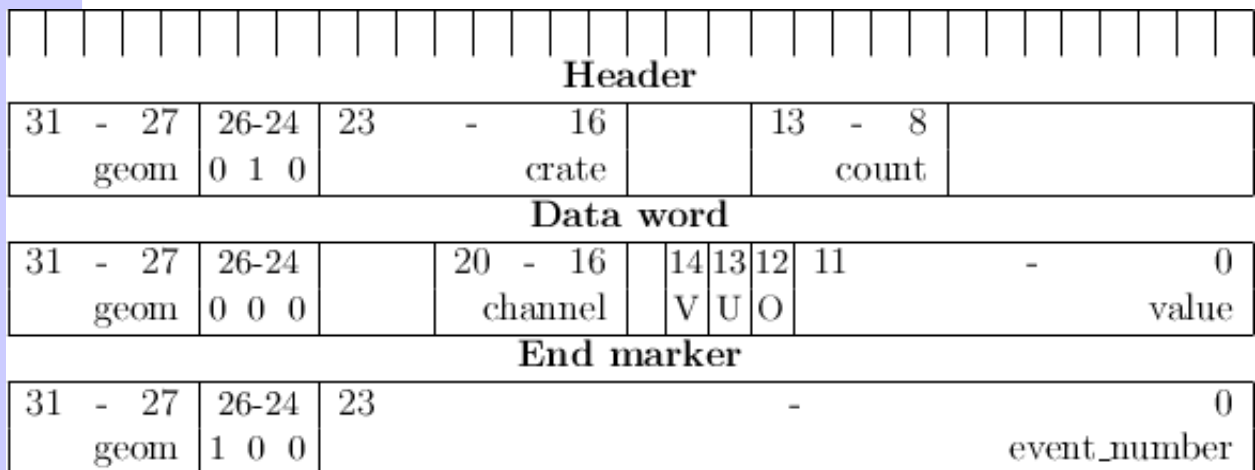 Header
31 - 27 26-24 23 - 16 13 - 8
geom 0 1 0 crate count
Data word
31 - 27 26-24 20 - 16 14 13 12 11 - 0
geom 0 0 0 channel V U O value
End marker
31 - 27 26-24 23 - 0
geom 1 0 0 event_number